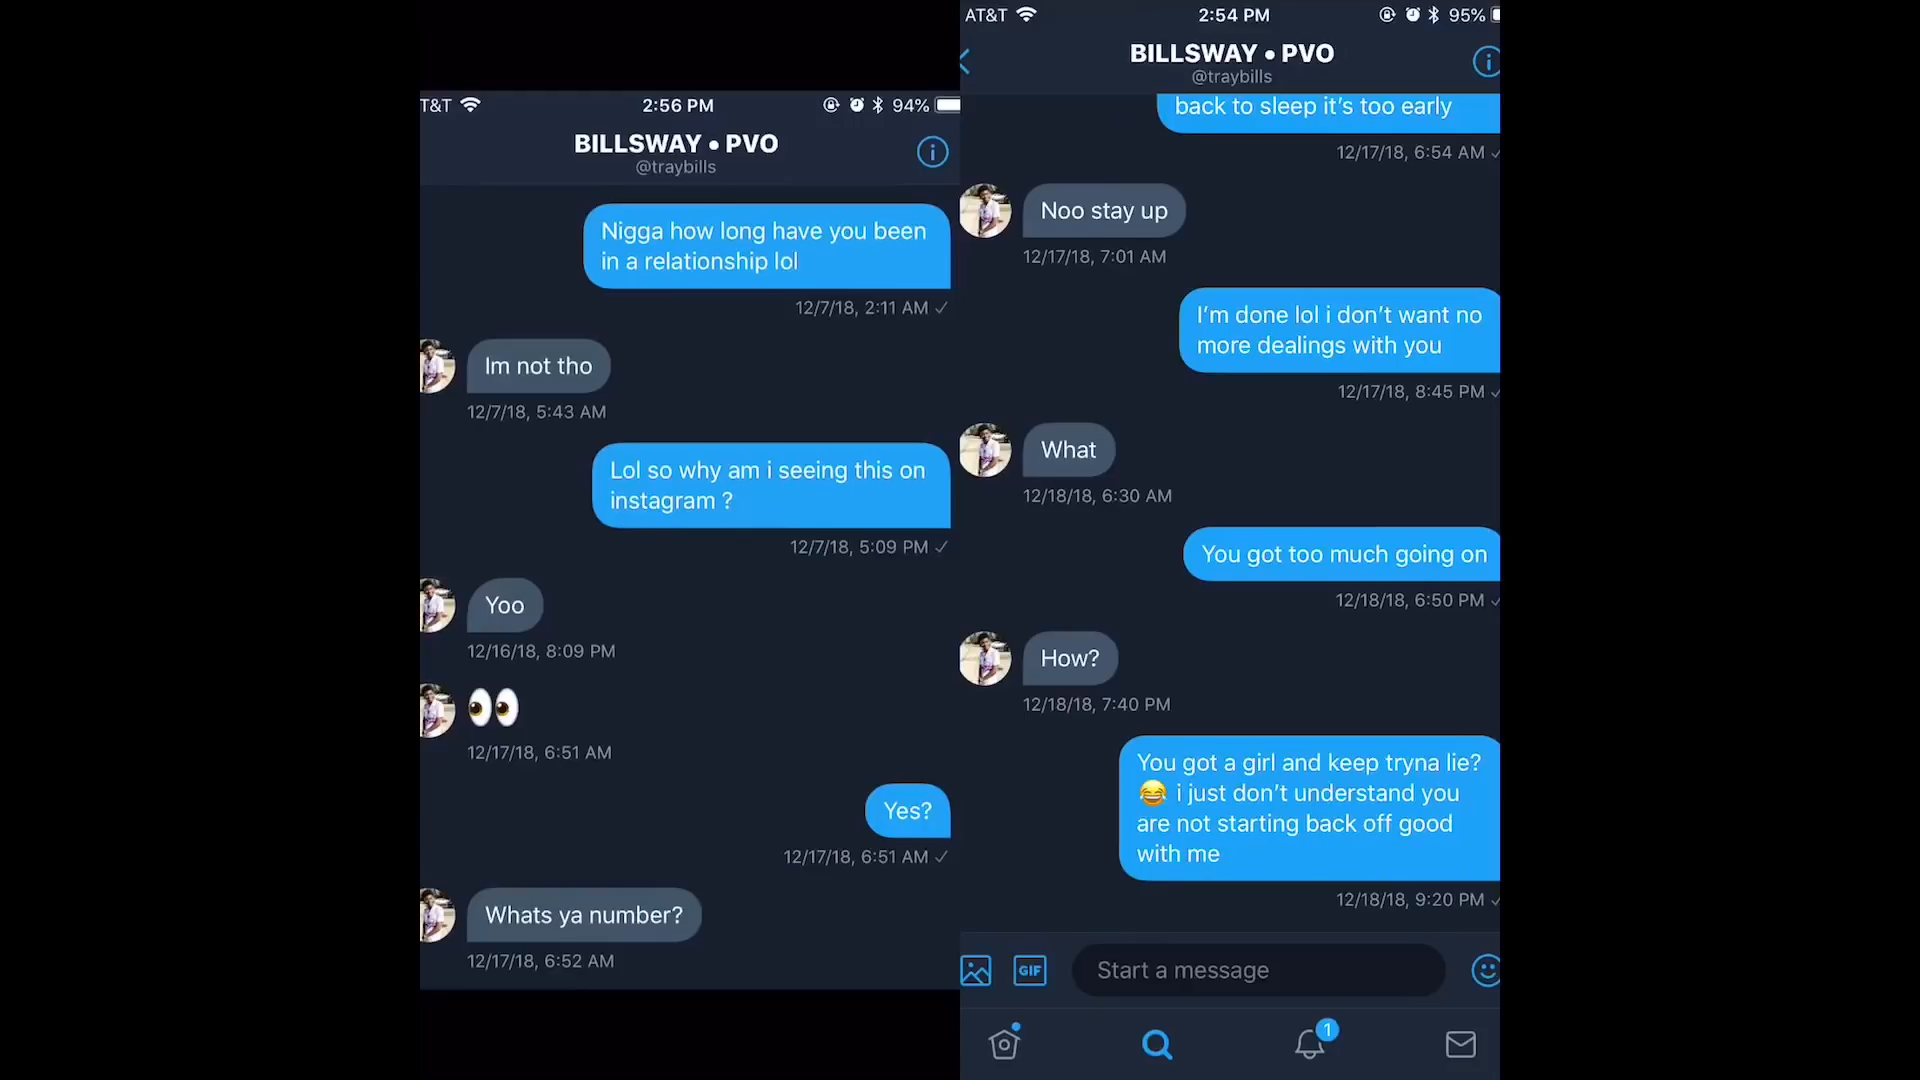 T&T
2:56 PM
94%
BILLSWAY • PVO
@traybills
Nigga how long have you been
in a relationship lol
12/7/18, 2:11 AM ✓
Im not tho
12/7/18, 5:43 AM
Lol so why am i seeing this on
instagram ?
12/7/18, 5:09 PM ✓
Yoo
12/16/18, 8:09 PM
👀
12/17/18, 6:51 AM
Yes?
12/17/18, 6:51 AM ✓
Whats ya number?
12/17/18, 6:52 AM
AT&T
2:54 PM
95%
BILLSWAY • PVO
@traybills
back to sleep it's too early
12/17/18, 6:54 AM ✓
Noo stay up
12/17/18, 7:01 AM
I'm done lol i don't want no
more dealings with you
12/17/18, 8:45 PM ✓
What
12/18/18, 6:30 AM
You got too much going on
12/18/18, 6:50 PM ✓
How?
12/18/18, 7:40 PM
You got a girl and keep tryna lie?
😂 i just don't understand you
are not starting back off good
with me
12/18/18, 9:20 PM ✓
GIF
Start a message
1